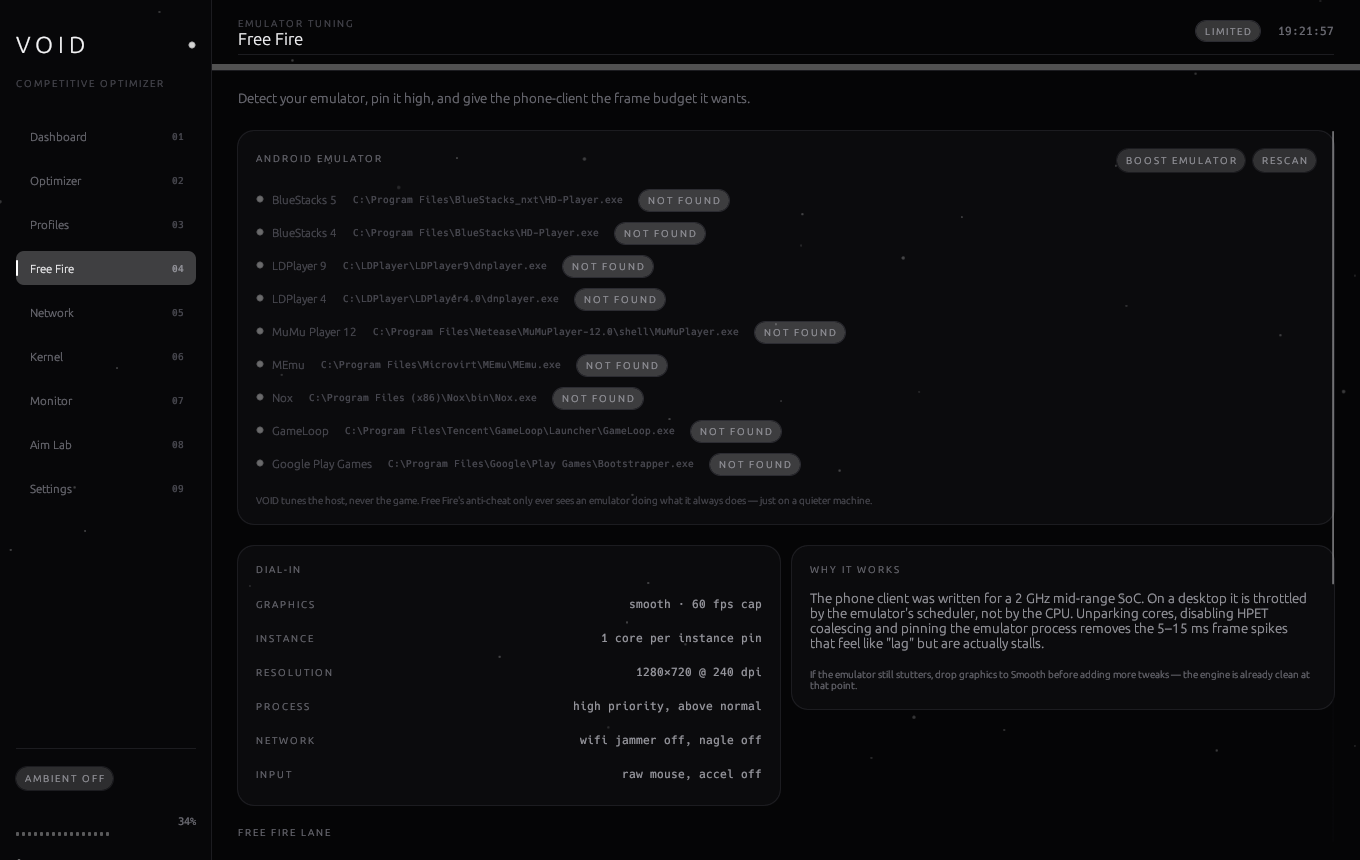 VOID
COMPETITIVE OPTIMIZER
Dashboard 01
Optimizer 02
Profiles 03
Free Fire 04
Network 05
Kernel 06
Monitor 07
Aim Lab 08
Settings 09
AMBIENT OFF
34%
EMULATOR TUNING
Free Fire
LIMITED 19:21:57
Detect your emulator, pin it high, and give the phone-client the frame budget it wants.
ANDROID EMULATOR
BOOST EMULATOR RESCAN
BlueStacks 5 C:\Program Files\BlueStacks_nxt\HD-Player.exe NOT FOUND
BlueStacks 4 C:\Program Files\BlueStacks\HD-Player.exe NOT FOUND
LDPlayer 9 C:\LDPlayer\LDPlayer9\dnplayer.exe NOT FOUND
LDPlayer 4 C:\LDPlayer\LDPlayer4.0\dnplayer.exe NOT FOUND
MuMu Player 12 C:\Program Files\Netease\MuMuPlayer-12.0\shell\MuMuPlayer.exe NOT FOUND
MEmu C:\Program Files\Microvirt\MEmu\MEmu.exe NOT FOUND
Nox C:\Program Files (x86)\Nox\bin\Nox.exe NOT FOUND
GameLoop C:\Program Files\Tencent\GameLoop\Launcher\GameLoop.exe NOT FOUND
Google Play Games C:\Program Files\Google\Play Games\Bootstrapper.exe NOT FOUND
VOID tunes the host, never the game. Free Fire's anti-cheat only ever sees an emulator doing what it always does — just on a quieter machine.
DIAL-IN
GRAPHICS smooth · 60 fps cap
INSTANCE 1 core per instance pin
RESOLUTION 1280×720 @ 240 dpi
PROCESS high priority, above normal
NETWORK wifi jammer off, nagle off
INPUT raw mouse, accel off
WHY IT WORKS
The phone client was written for a 2 GHz mid-range SoC. On a desktop it is throttled
by the emulator's scheduler, not by the CPU. Unparking cores, disabling HPET
coalescing and pinning the emulator process removes the 5–15 ms frame spikes
that feel like "lag" but are actually stalls.
If the emulator still stutters, drop graphics to Smooth before adding more tweaks — the engine is already clean at
that point.
FREE FIRE LANE